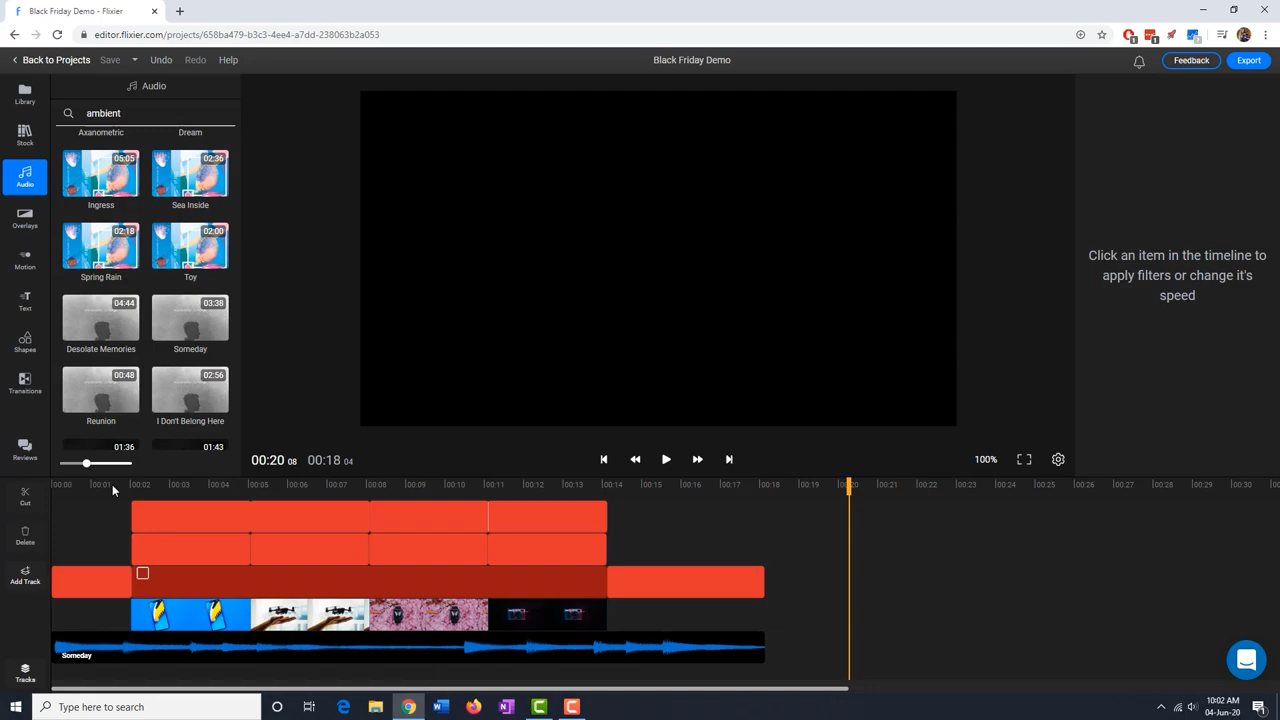 Black Friday Demo - Flixier
editor.flixier.com/projects/658ba479-b3c3-4ee4-a7dd-238063b2a053
Back to Projects Save Undo Redo Help
Black Friday Demo
Feedback Export
Library
Stock
Audio
Overlays
Motion
Text
Shapes
Transitions
Reviews
Audio
ambient
Axanometric Dream
05:05 02:36
Ingress Sea Inside
02:18 02:00
Spring Rain Toy
04:44 03:38
Desolate Memories Someday
00:48 02:56
Reunion I Don't Belong Here
01:36 01:43
Click an item in the timeline to
apply filters or change it's
speed
00:20 08 00:18 04
100%
00:00 00:01 00:02 00:03 00:04 00:05 00:06 00:07 00:08 00:09 00:10 00:11 00:12 00:13 00:14 00:15 00:16 00:17 00:18 00:19 00:20 00:21 00:22 00:23 00:24 00:25 00:26 00:27 00:28 00:29 00:30
Cut
Delete
Add Track
Tracks
Someday
Type here to search
10:02 AM
04-Jun-20